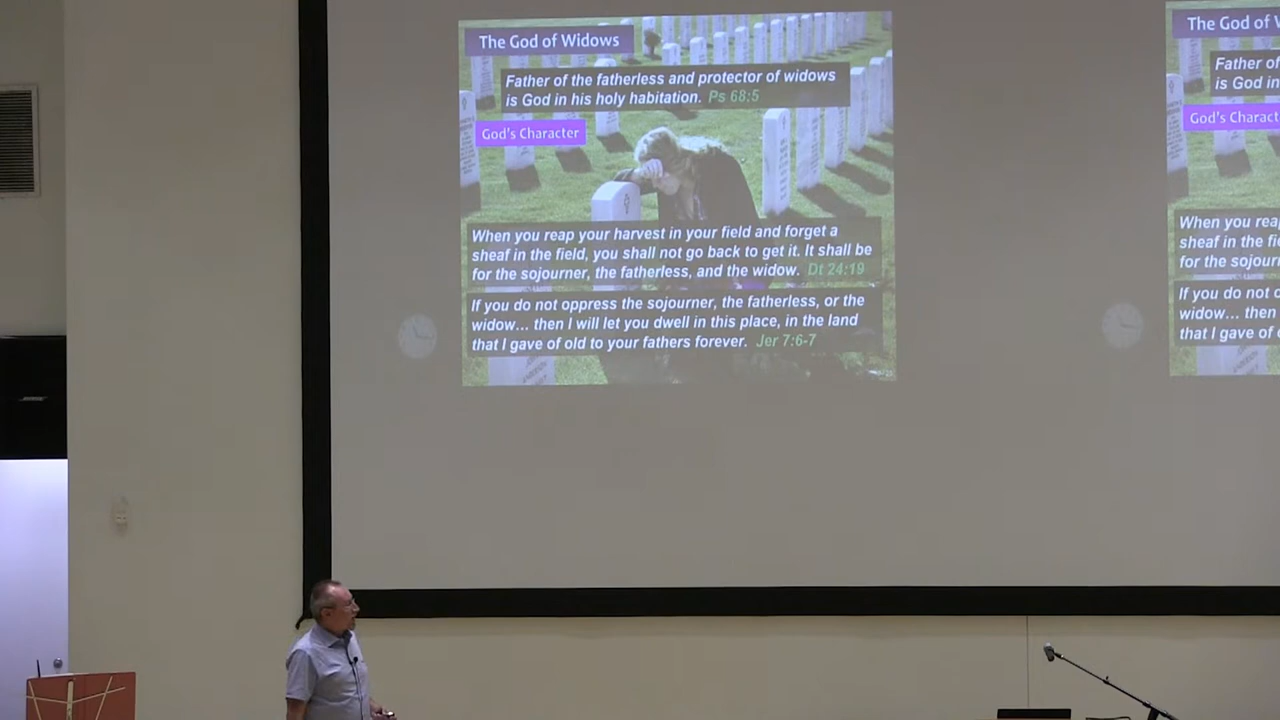 The God of Widows
Father of the fatherless and protector of widows
is God in his holy habitation. Ps 68:5
God's Character
When you reap your harvest in your field and forget a
sheaf in the field, you shall not go back to get it. It shall be
for the sojourner, the fatherless, and the widow. Dt 24:19
If you do not oppress the sojourner, the fatherless, or the
widow… then I will let you dwell in this place, in the land
that I gave of old to your fathers forever. Jer 7:6-7
The God of
Father of
is God in
God's
When you reap
sheaf in the
for the
If you do not
widow… then
that I gave of